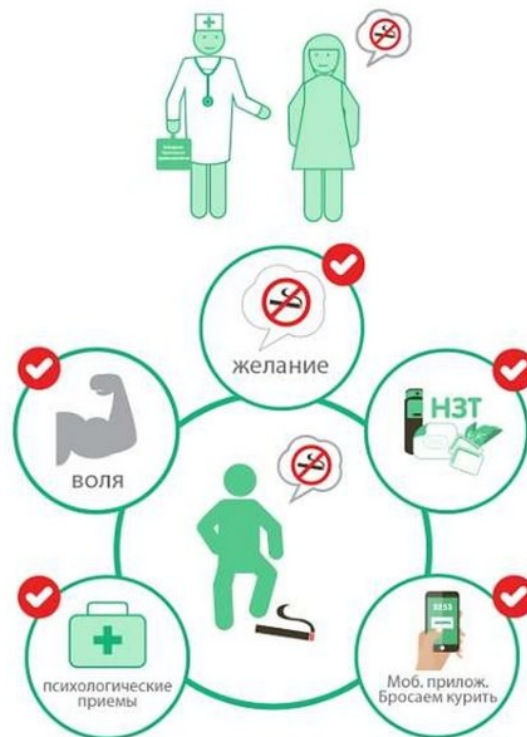 желание
НЗТ
воля
психологические
приемы
Моб. прилож.
Бросаем курить